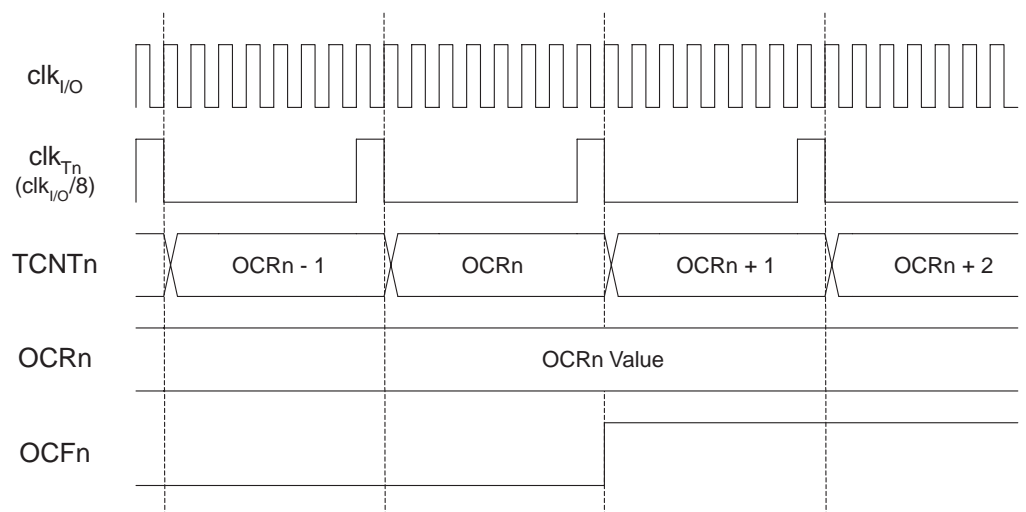 clkI/O
clkTn
(clkI/O/8)
TCNTn
OCRn - 1
OCRn
OCRn + 1
OCRn + 2
OCRn
OCRn Value
OCFn